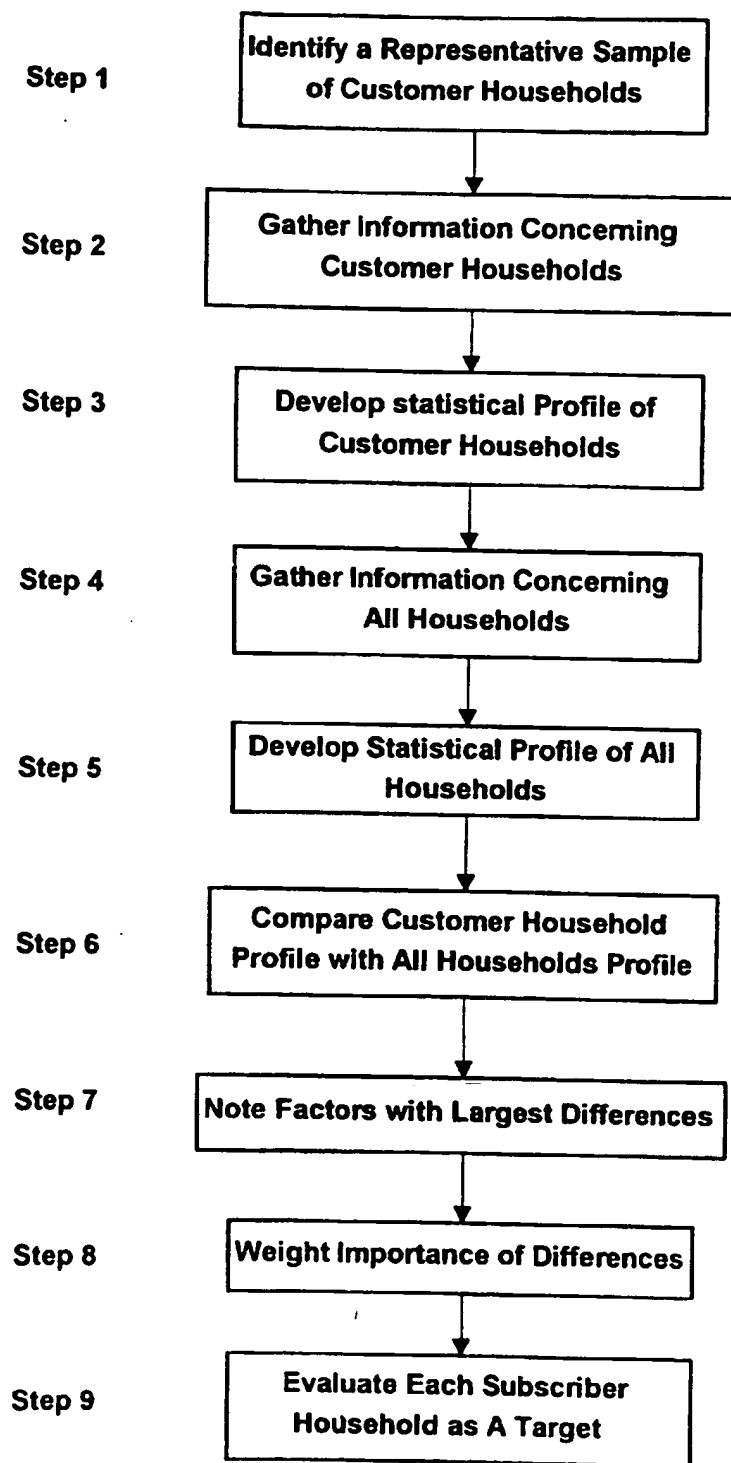 Step 1
Identify a Representative Sample
of Customer Households
Step 2
Gather Information Concerning
Customer Households
Step 3
Develop statistical Profile of
Customer Households
Step 4
Gather Information Concerning
All Households
Step 5
Develop Statistical Profile of All
Households
Step 6
Compare Customer Household
Profile with All Households Profile
Step 7
Note Factors with Largest Differences
Step 8
Weight Importance of Differences
Step 9
Evaluate Each Subscriber
Household as A Target